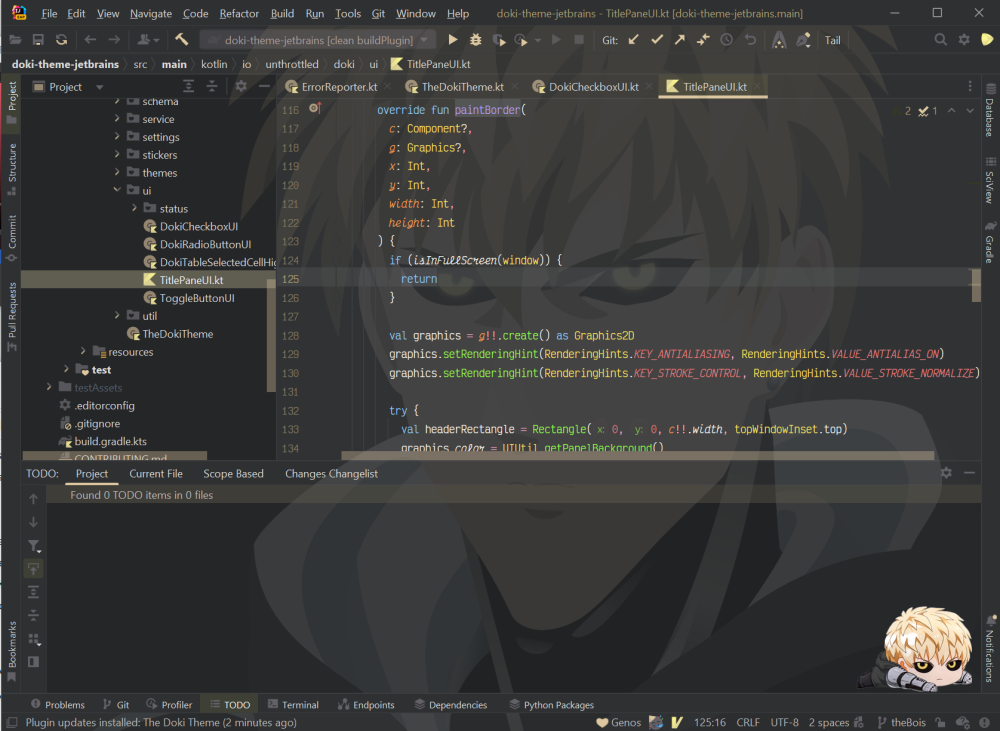 File Edit View Navigate Code Refactor Build Run Tools Git Window Help doki-theme-jetbrains - TitlePaneUI.kt [doki-theme-jetbrains.main]
doki-theme-jetbrains [clean buildPlugin] Git: Tail
doki-theme-jetbrains src main kotlin io unthrottled doki ui TitlePaneUI.kt
Project
ErrorReporter.kt TheDokiTheme.kt DokiCheckboxUI.kt TitlePaneUI.kt
Project
Structure
Commit
Pull Requests
Bookmarks
schema
service
settings
stickers
themes
ui
status
DokiCheckboxUI
DokiRadioButtonUI
DokiTableSelectedCellHig
TitlePaneUI.kt
ToggleButtonUI
util
TheDokiTheme
resources
test
testAssets
.editorconfig
.gitignore
build.gradle.kts
CONTRIBUTING.md
2 1
116 override fun paintBorder(
117 c: Component?,
118 g: Graphics?,
119 x: Int,
120 y: Int,
121 width: Int,
122 height: Int
123 ) {
124 if (isInFullScreen(window)) {
125 return
126 }
127
128 val graphics = g!!.create() as Graphics2D
129 graphics.setRenderingHint(RenderingHints.KEY_ANTIALIASING, RenderingHints.VALUE_ANTIALIAS_ON)
130 graphics.setRenderingHint(RenderingHints.KEY_STROKE_CONTROL, RenderingHints.VALUE_STROKE_NORMALIZE)
131
132 try {
133 val headerRectangle = Rectangle( x: 0, y: 0, c!!.width, topWindowInset.top)
134 graphics.color = UIUtil.getPanelBackground()
Database
SciView
Gradle
Notifications
TODO: Project Current File Scope Based Changes Changelist
Found 0 TODO items in 0 files
Problems Git Profiler TODO Terminal Endpoints Dependencies Python Packages
Plugin updates installed: The Doki Theme (2 minutes ago) Genos 125:16 CRLF UTF-8 2 spaces theBois